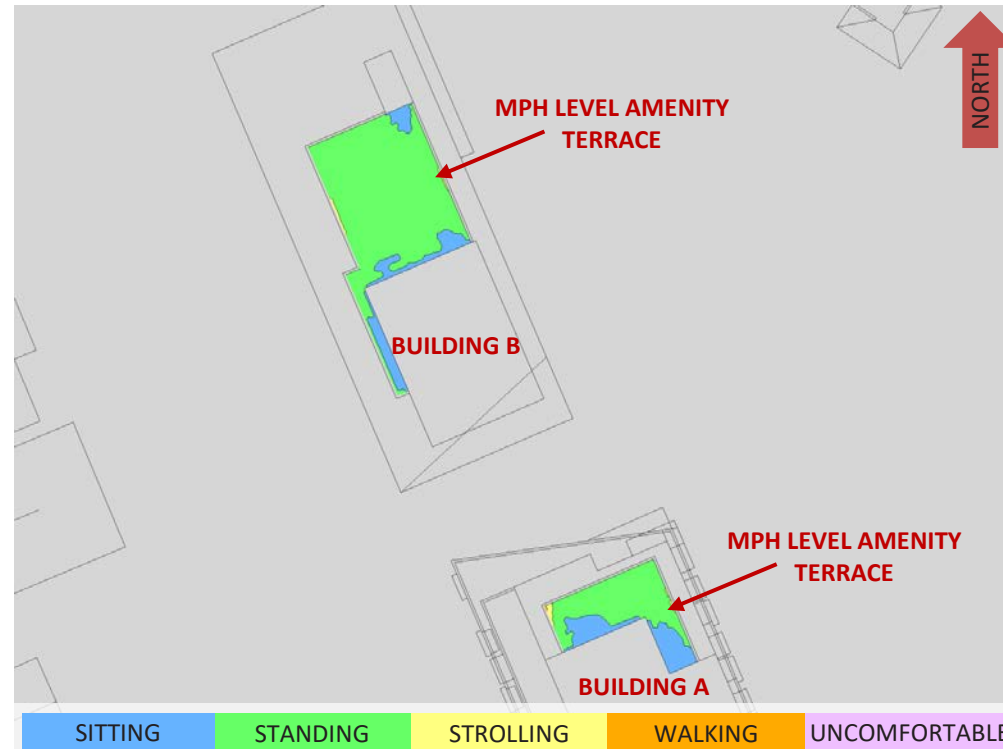 NORTH
MPH LEVEL AMENITY
TERRACE
BUILDING B
MPH LEVEL AMENITY
TERRACE
BUILDING A
SITTING
STANDING
STROLLING
WALKING
UNCOMFORTABLE